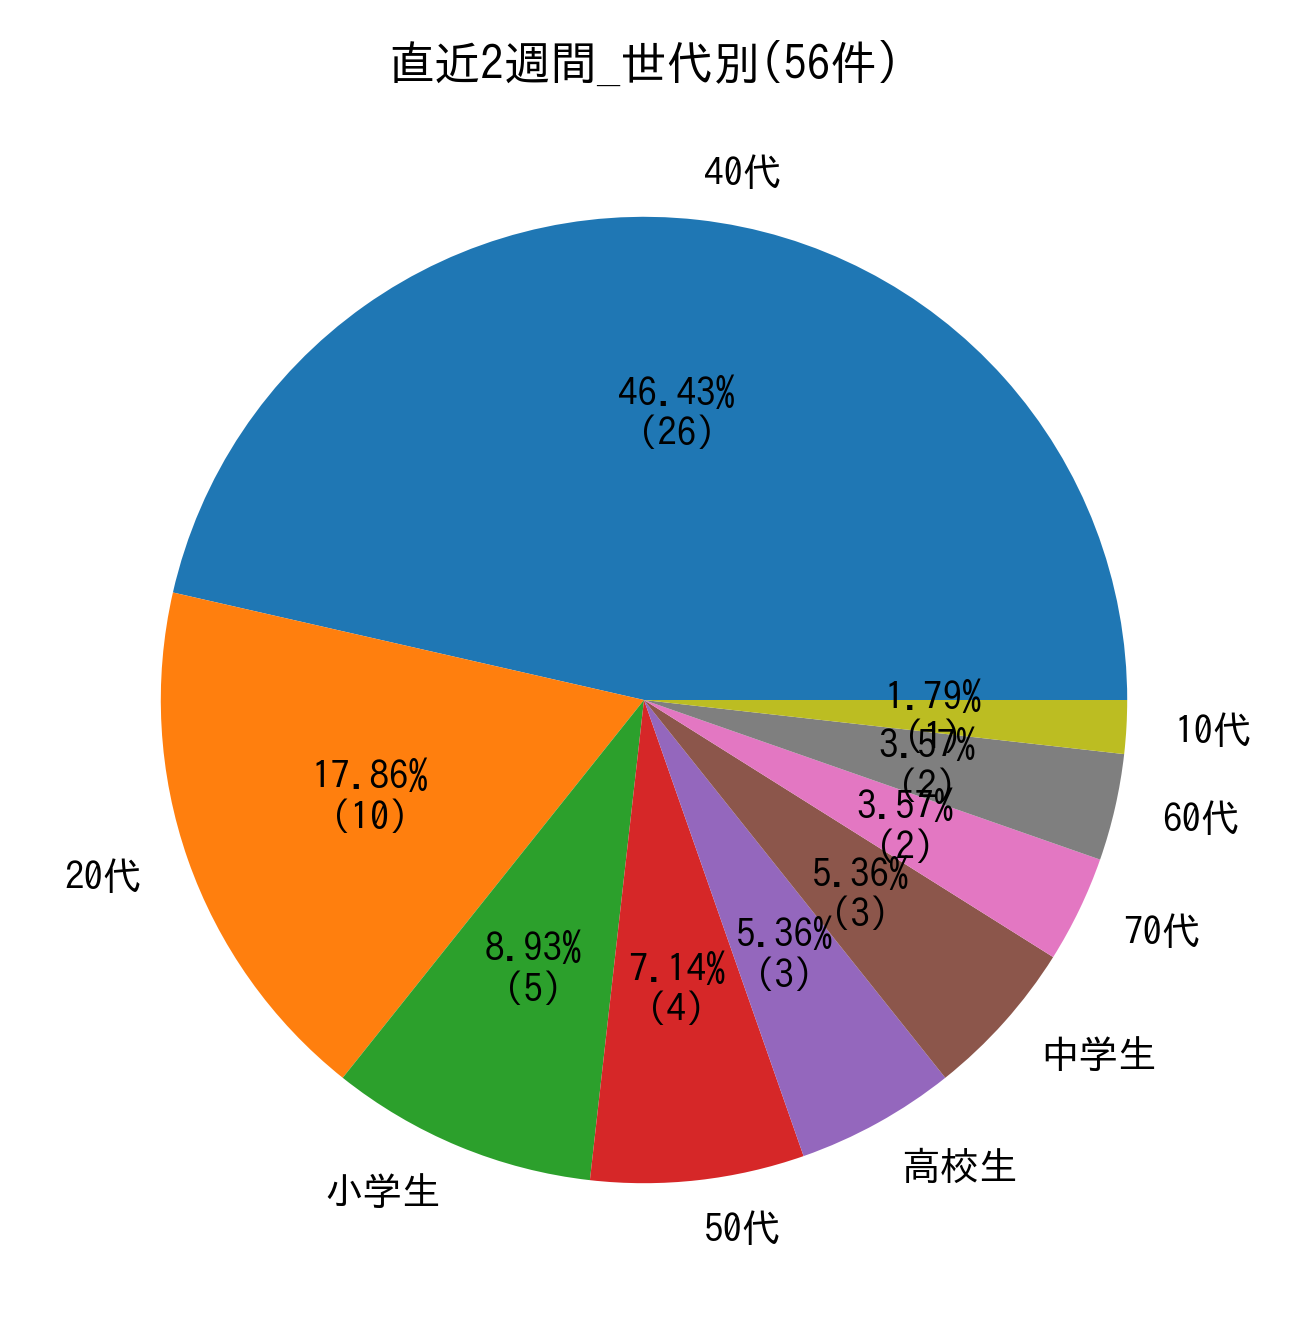 直近2週間_世代別(56件)
40代
46.43%
(26)
17.86%
(10)
20代
8.93%
(5)
小学生
7.14%
(4)
50代
5.36%
(3)
高校生
5.36%
(3)
中学生
3.57%
(2)
70代
3.57%
(2)
60代
1.79%
(1)
10代